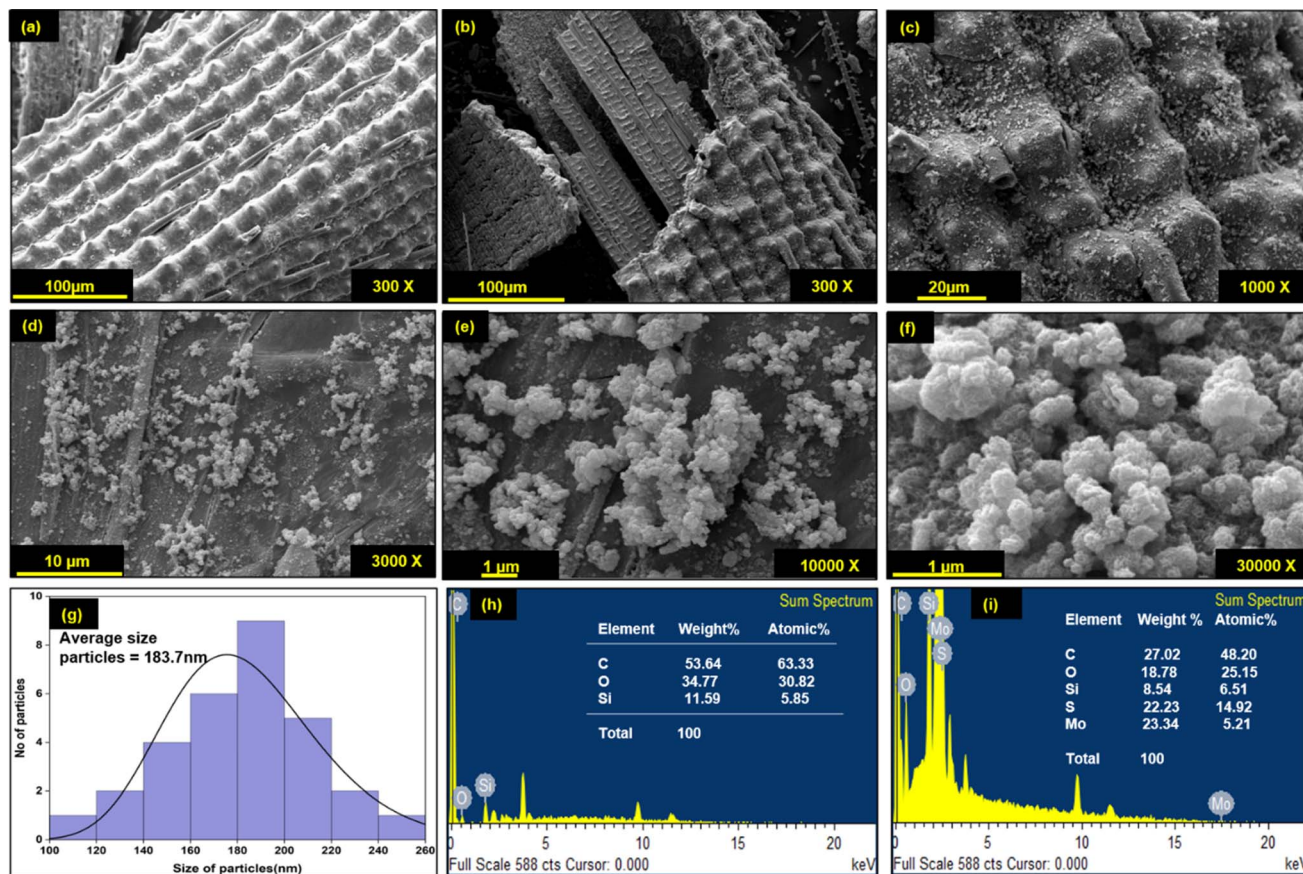 (a)
100µm
300 X
(b)
100µm
300 X
(c)
20µm
1000 X
(d)
10 µm
3000 X
(e)
1 µm
10000 X
(f)
1 µm
30000 X
(g)
Average size
particles = 183.7nm
No of particles
10
8
6
4
2
0
100 120 140 160 180 200 220 240 260
Size of particles(nm)
(h)
Sum Spectrum
C
O
Si
Element Weight% Atomic%
C 53.64 63.33
O 34.77 30.82
Si 11.59 5.85
Total 100
5 10 15 20
Full Scale 588 cts Cursor: 0.000 keV
(i)
Sum Spectrum
C
Si
Mo
S
O
Mo
Element Weight % Atomic%
C 27.02 48.20
O 18.78 25.15
Si 8.54 6.51
S 22.23 14.92
Mo 23.34 5.21
Total 100
5 10 15 20
Full Scale 588 cts Cursor: 0.000 keV